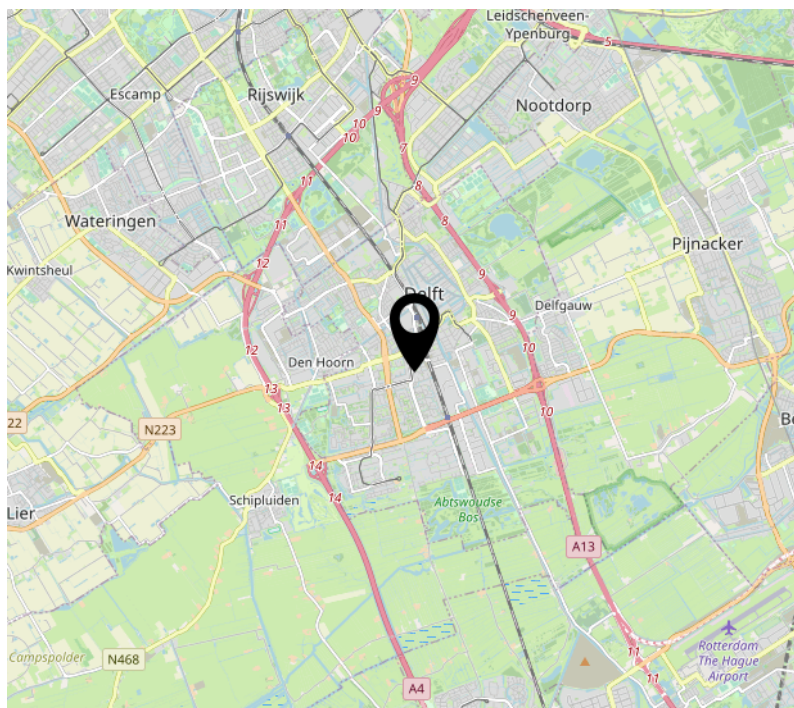 Leidschenveen-
Ypenburg
5
Escamp
Rijswijk
9
9
Nootdorp
10
10
7
11
8
Wateringen
11
8
Pijnacker
Kwintsheul
12
9
Delft
Delfgauw
9
12
10
Den Hoorn
13
13
10
22
N223
Be
14
14
Lier
Schipluiden
Abtswoudse
Bos
A13
Campspolder
N468
Rotterdam
The Hague
Airport
11
11
A4